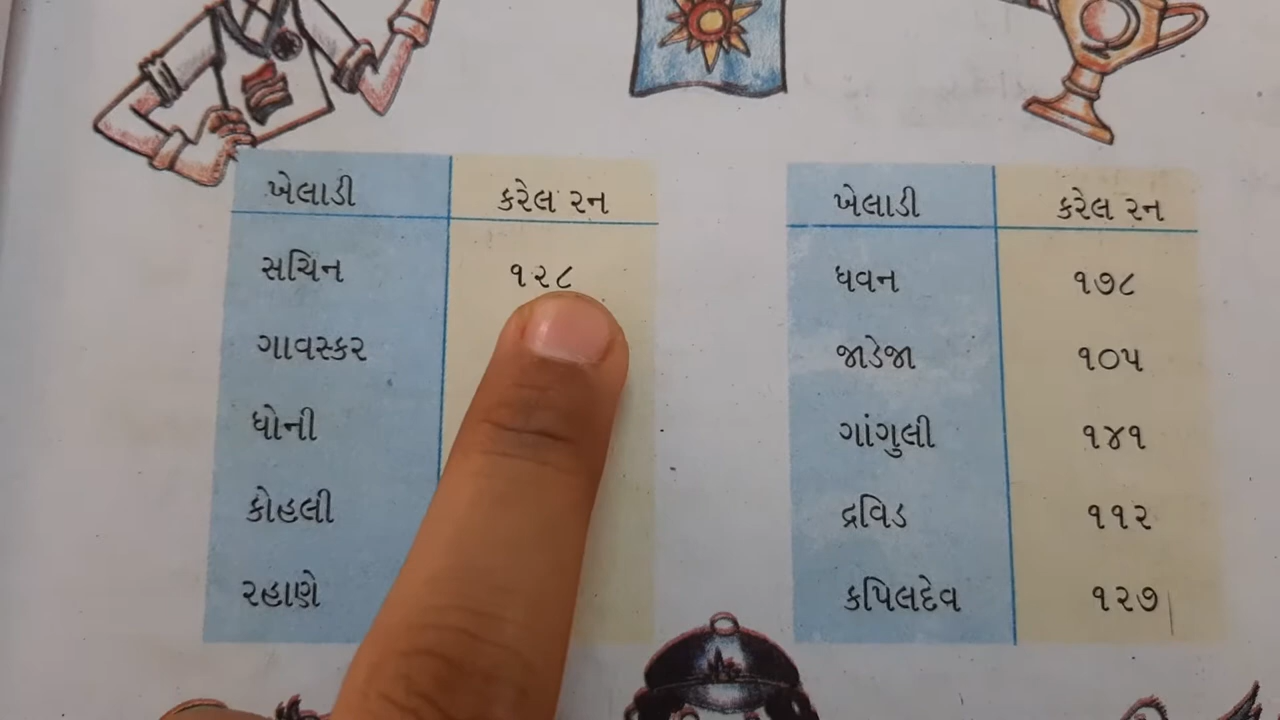 ખેલાડી કરેલ રન
સચિન ૧૨૮
ગાવસ્કર
ધોની
કોહલી
રહાણે
ખેલાડી કરેલ રન
ધવન ૧૭૮
જાડેજા ૧૦૫
ગાંગુલી ૧૪૧
દ્રવિડ ૧૧૨
કપિલદેવ ૧૨૭